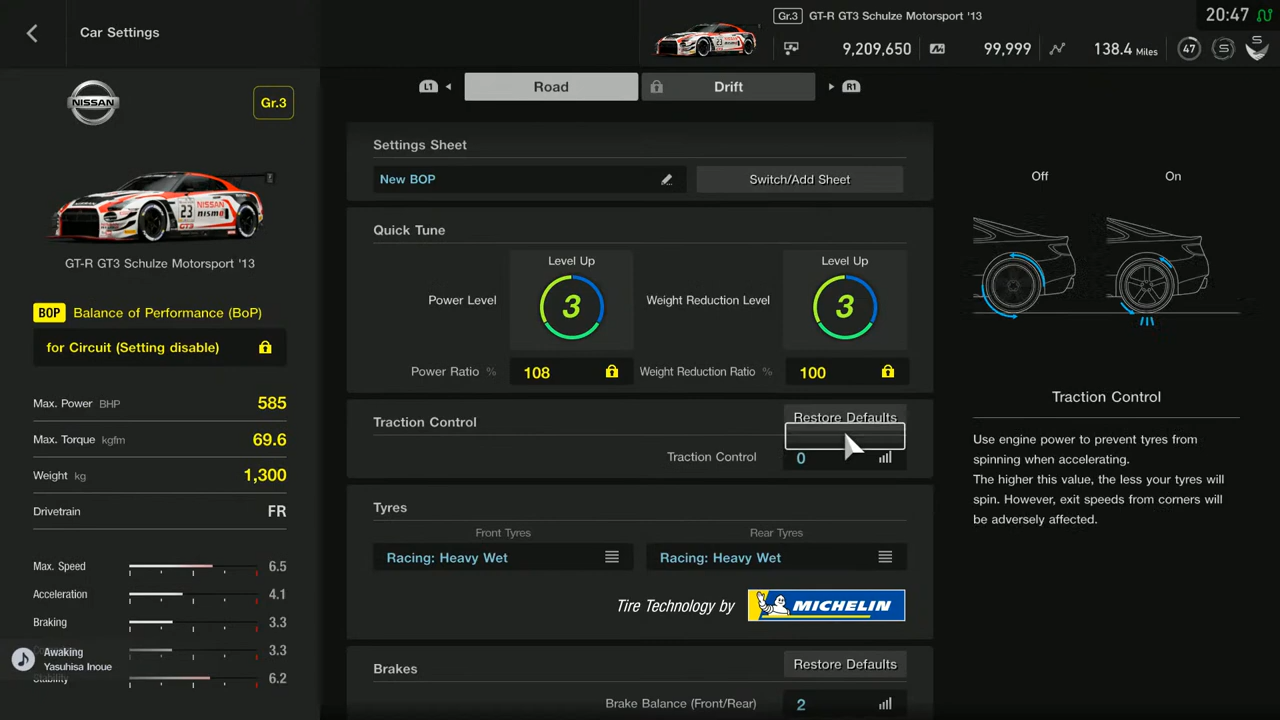 Car Settings
Gr.3 GT-R GT3 Schulze Motorsport '13
20:47
9,209,650 99,999 138.4 Miles 47 S S
L1 Road Drift R1
NISSAN
Gr.3
Settings Sheet
New BOP Switch/Add Sheet
Quick Tune
Level Up Level Up
Power Level 3 Weight Reduction Level 3
Power Ratio % 108 Weight Reduction Ratio % 100
Traction Control Restore Defaults
Traction Control 0
Tyres
Front Tyres Rear Tyres
Racing: Heavy Wet Racing: Heavy Wet
Tire Technology by MICHELIN
Brakes Restore Defaults
Brake Balance (Front/Rear) 2
23 NISSAN nismo GT3
GT-R GT3 Schulze Motorsport '13
BOP Balance of Performance (BoP)
for Circuit (Setting disable)
Max. Power BHP 585
Max. Torque kgfm 69.6
Weight kg 1,300
Drivetrain FR
Max. Speed 6.5
Acceleration 4.1
Braking 3.3
3.3
Stability 6.2
Awaking
Yasuhisa Inoue
Off On
Traction Control
Use engine power to prevent tyres from
spinning when accelerating.
The higher this value, the less your tyres will
spin. However, exit speeds from corners will
be adversely affected.